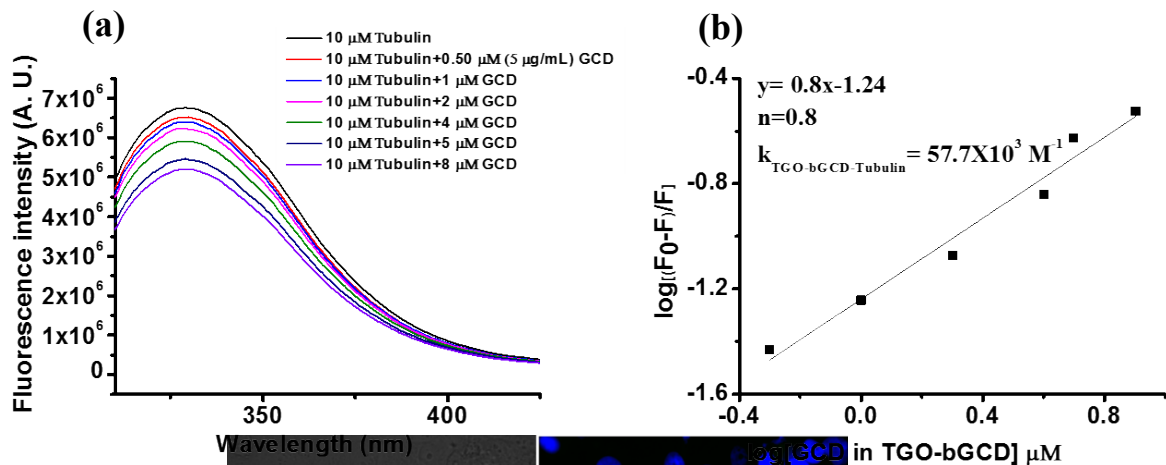 (a)
10 μM Tubulin
10 μM Tubulin+0.50 μM (5 μg/mL) GCD
10 μM Tubulin+1 μM GCD
10 μM Tubulin+2 μM GCD
10 μM Tubulin+4 μM GCD
10 μM Tubulin+5 μM GCD
10 μM Tubulin+8 μM GCD
Fluorescence intensity (A. U.)
7x10⁶
6x10⁶
5x10⁶
4x10⁶
3x10⁶
2x10⁶
1x10⁶
0
350
400
Wavelength (nm)
(b)
y= 0.8x-1.24
n=0.8
k TGO-bGCD-Tubulin = 57.7X10³ M⁻¹
log[(F0-F)/F]
-0.4
-0.8
-1.2
-1.6
-0.4
0.0
0.4
0.8
log[GCD in TGO-bGCD] μM